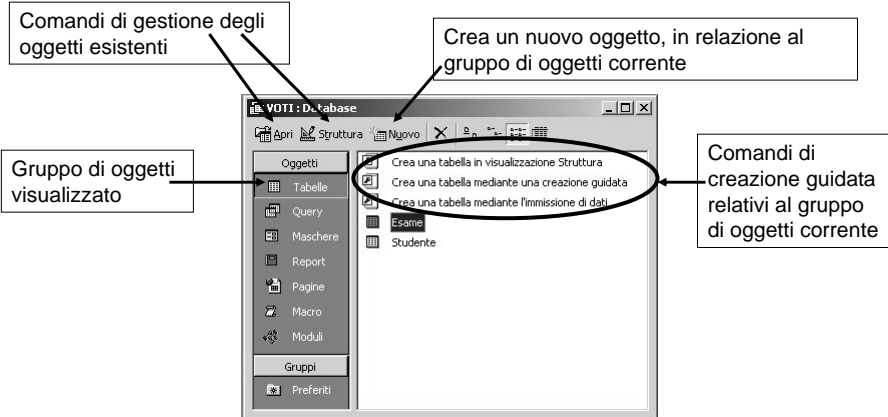 Comandi di gestione degli
oggetti esistenti
Crea un nuovo oggetto, in relazione al
gruppo di oggetti corrente
VOTI : Database
Apri Struttura Nuovo
Gruppo di oggetti
visualizzato
Oggetti
Tabelle
Query
Maschere
Report
Pagine
Macro
Moduli
Gruppi
Preferiti
Crea una tabella in visualizzazione Struttura
Crea una tabella mediante una creazione guidata
Crea una tabella mediante l'immissione di dati
Esame
Studente
Comandi di
creazione guidata
relativi al gruppo
di oggetti corrente